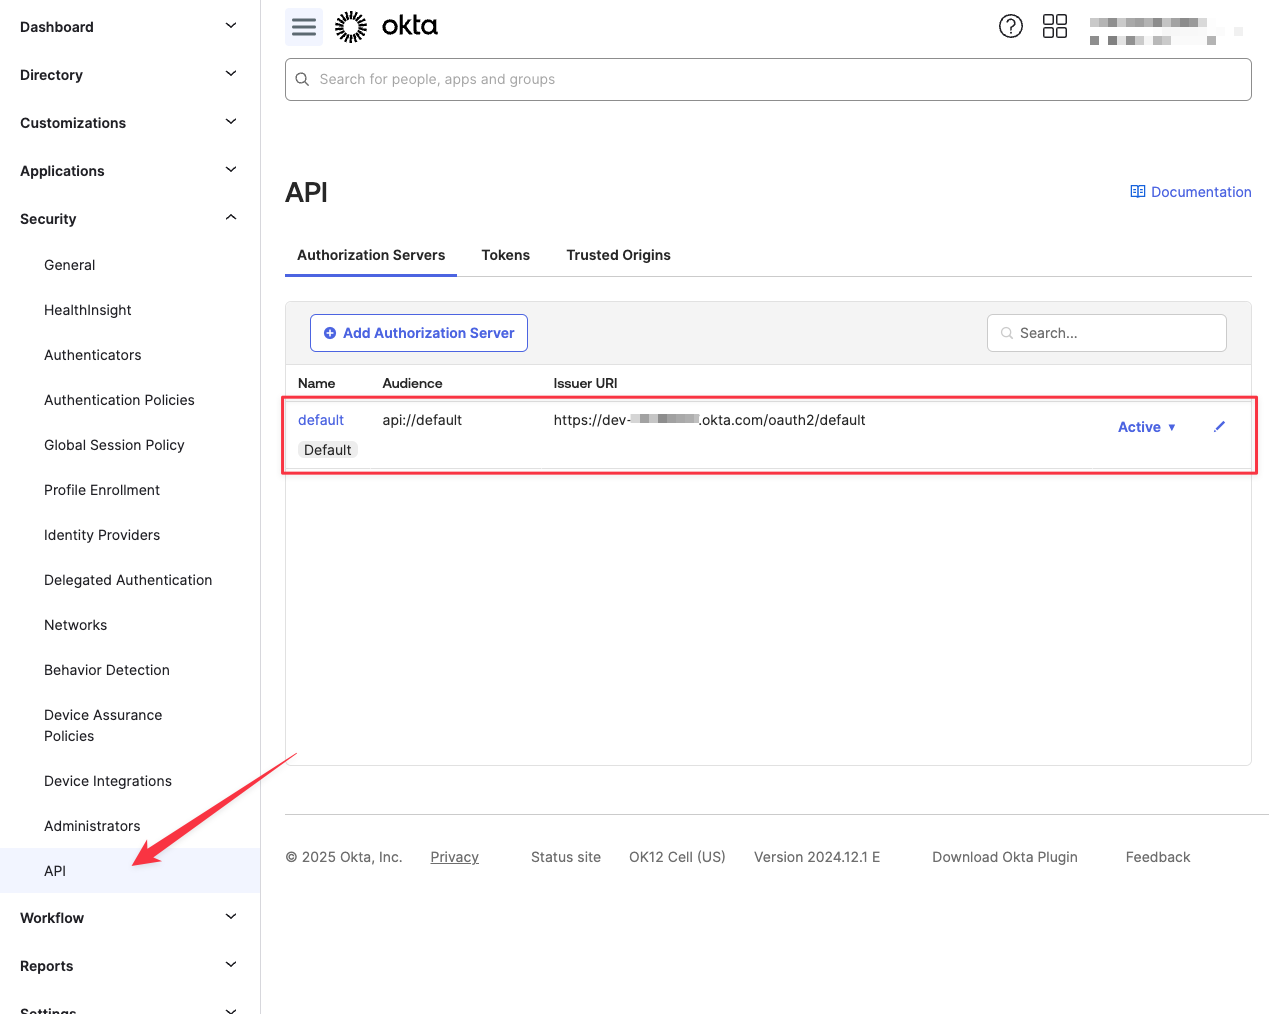 Dashboard
Directory
Customizations
Applications
Security
General
HealthInsight
Authenticators
Authentication Policies
Global Session Policy
Profile Enrollment
Identity Providers
Delegated Authentication
Networks
Behavior Detection
Device Assurance
Policies
Device Integrations
Administrators
API
Workflow
Reports
Settings
okta
Search for people, apps and groups
API
Documentation
Authorization Servers Tokens Trusted Origins
Add Authorization Server
Search...
Name Audience Issuer URI
default api://default https://dev- .okta.com/oauth2/default Active
Default
© 2025 Okta, Inc. Privacy Status site OK12 Cell (US) Version 2024.12.1 E Download Okta Plugin Feedback